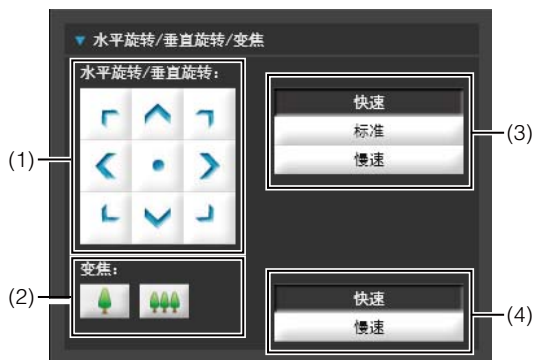 水平旋转/垂直旋转/变焦
水平旋转/垂直旋转：
快速
标准
慢速
(1)
(3)
变焦：
快速
慢速
(2)
(4)